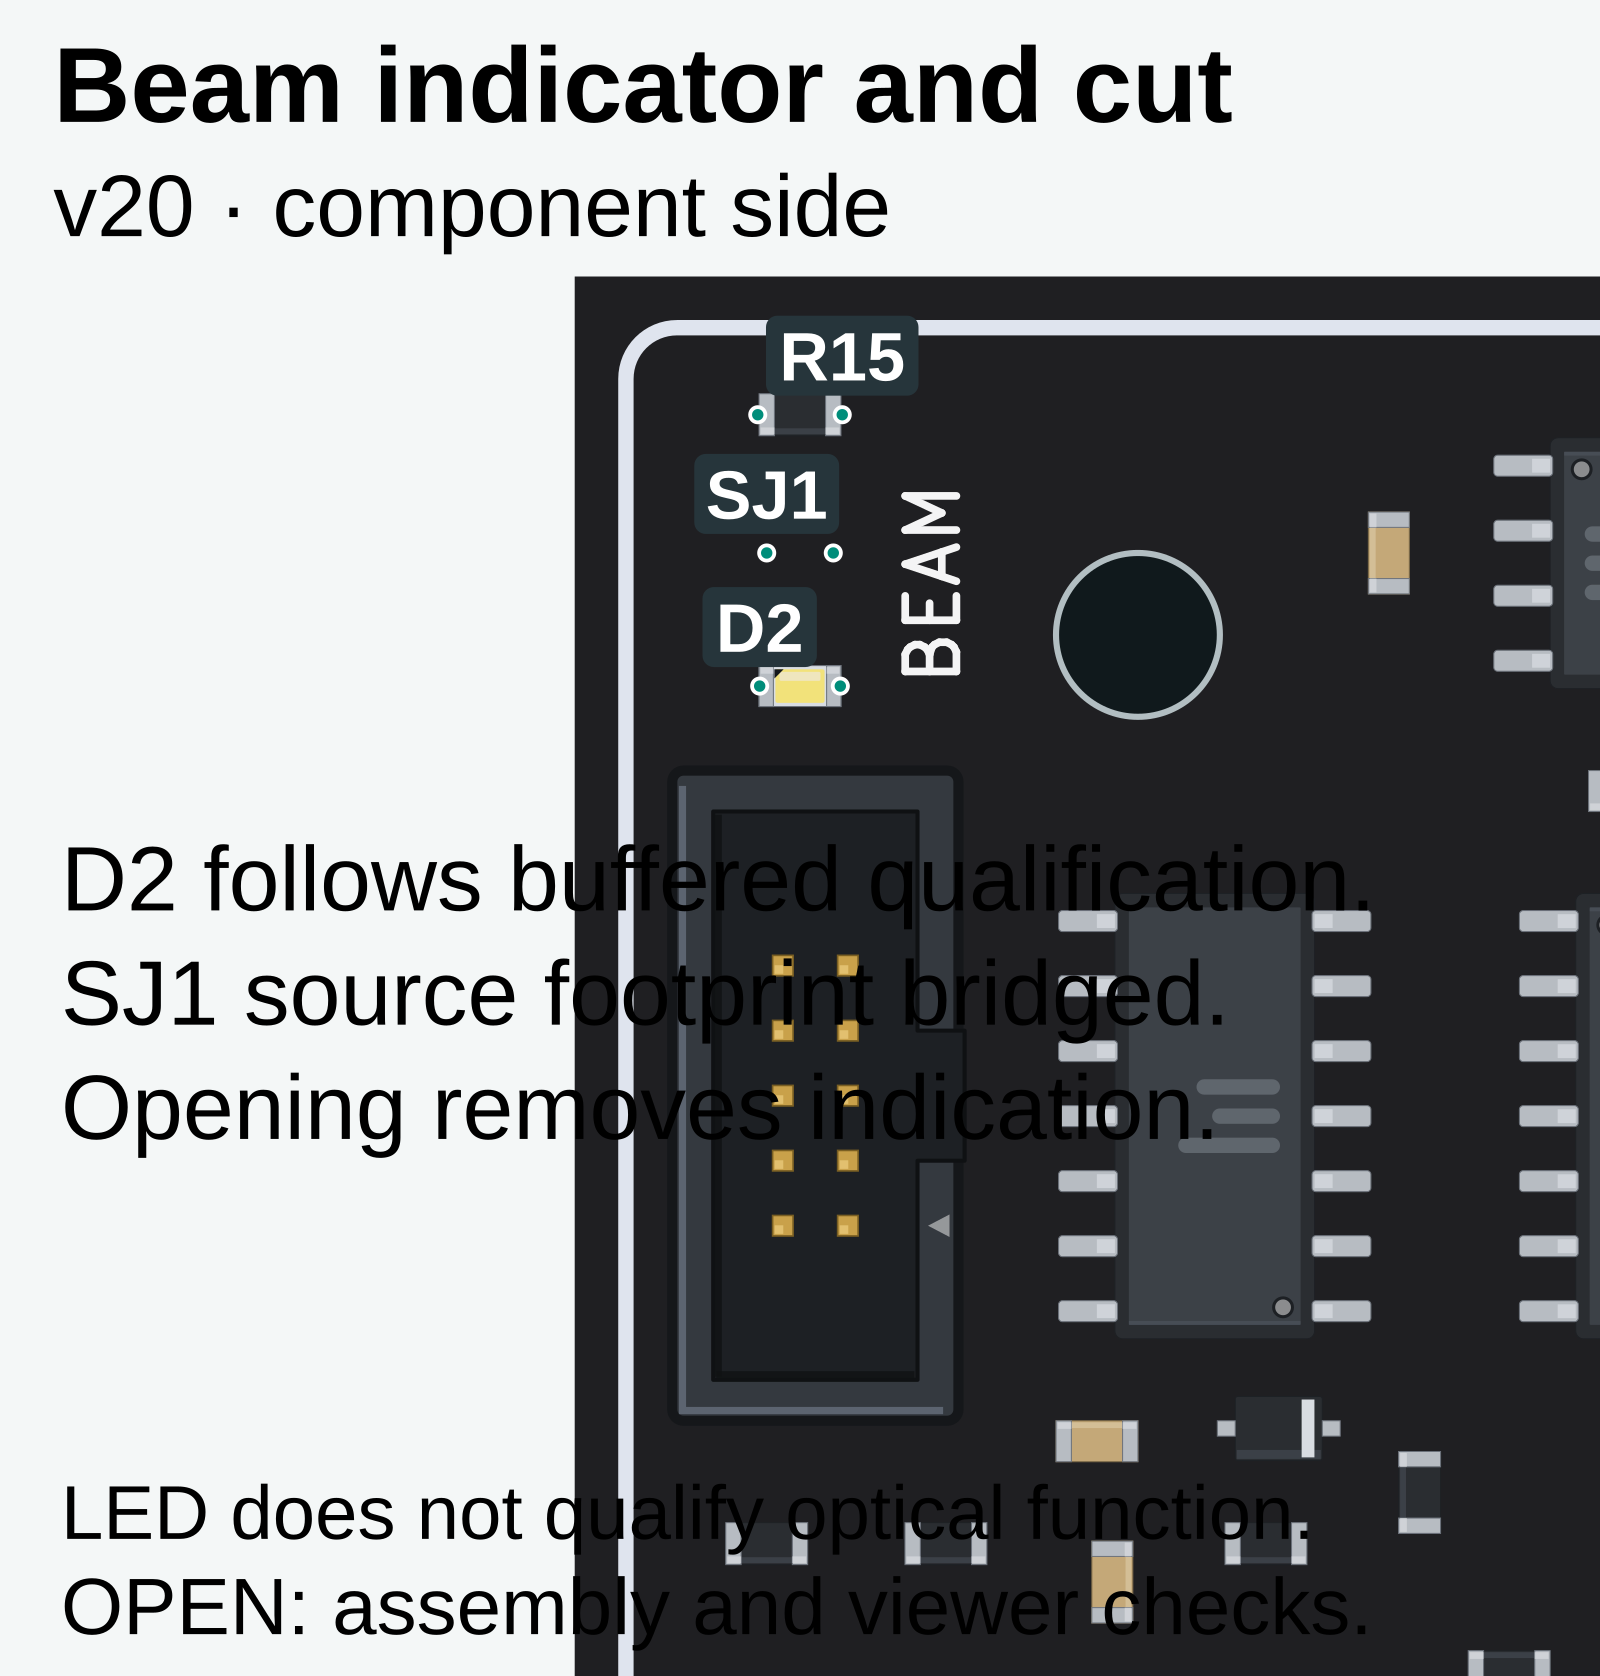 Beam indicator and cut
v20 · component side
R15
SJ1
BEAM
D2
D2 follows buffered qualification.
SJ1 source footprint bridged.
Opening removes indication.
LED does not qualify optical function.
OPEN: assembly and viewer checks.